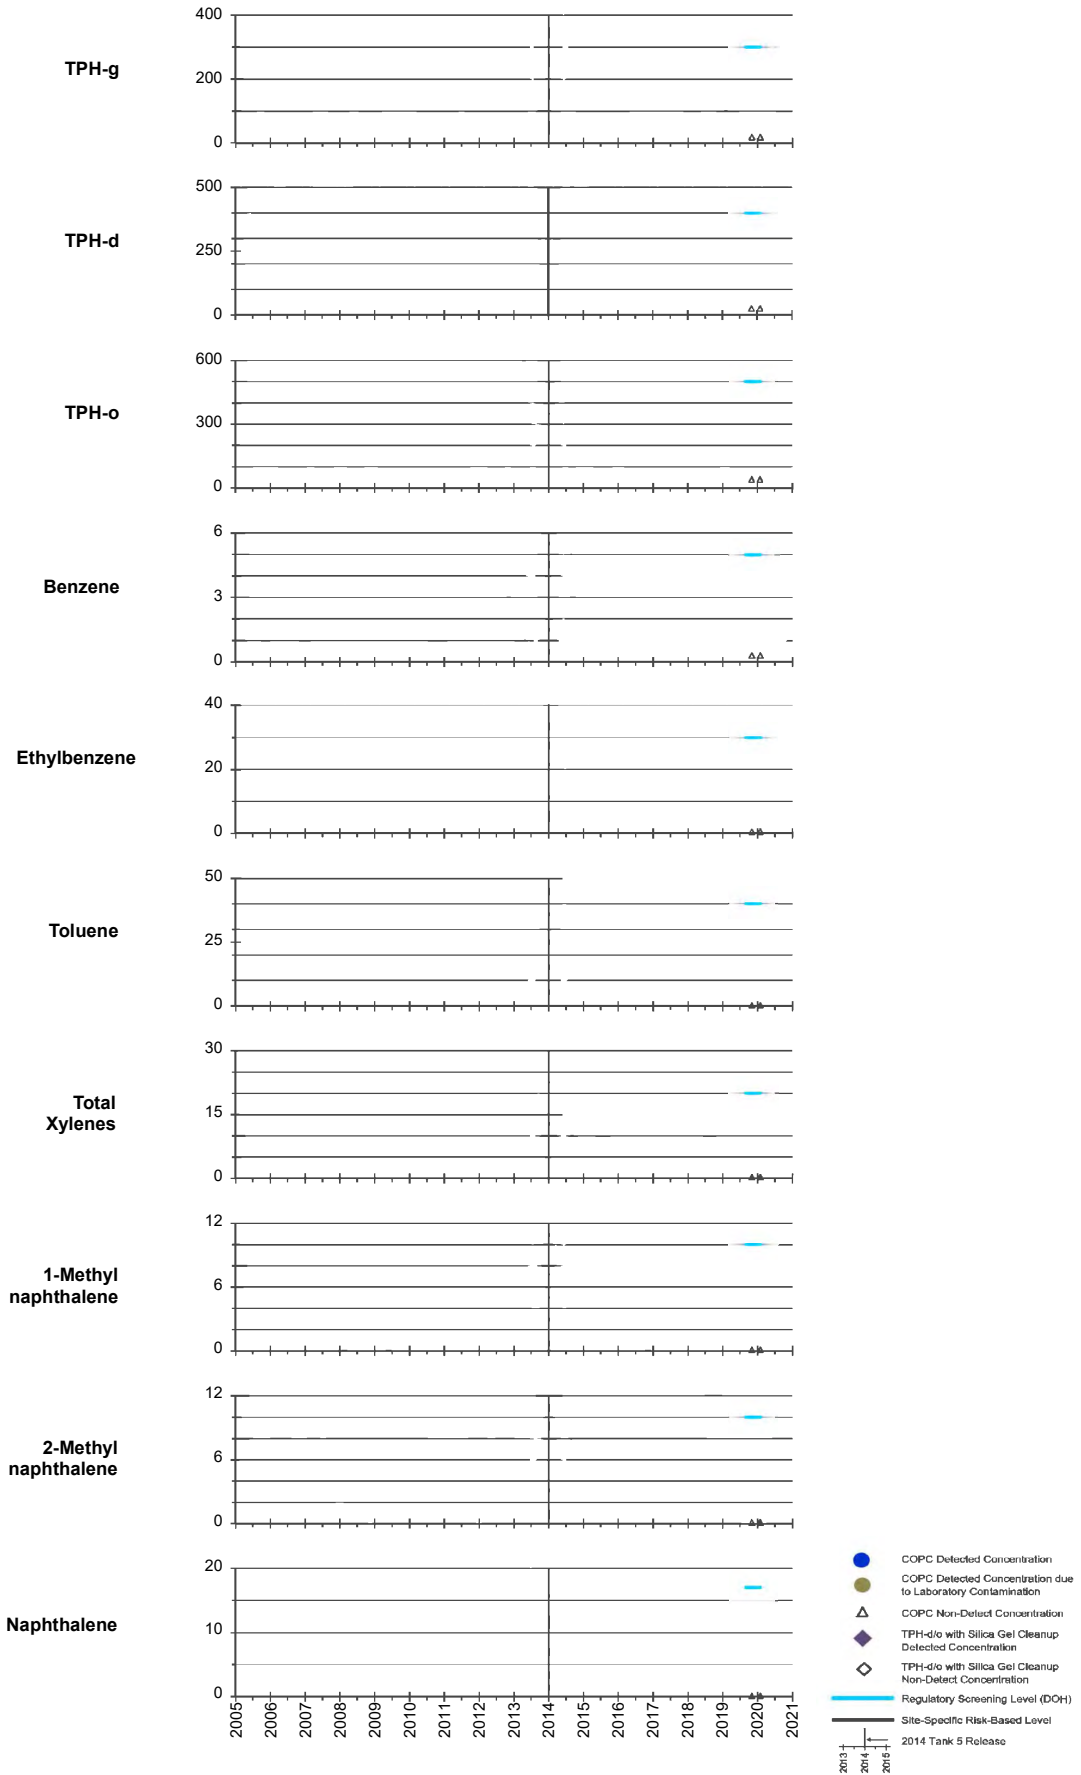 400
TPH-g
200
0
500
TPH-d
250
0
600
TPH-o
300
0
6
Benzene
3
0
40
Ethylbenzene
20
0
50
Toluene
25
0
30
Total
Xylenes
15
0
12
1-Methyl
naphthalene
6
0
12
2-Methyl
naphthalene
6
0
20
Naphthalene
10
0
2005 2006 2007 2008 2009 2010 2011 2012 2013 2014 2015 2016 2017 2018 2019 2020 2021
COPC Detected Concentration
COPC Detected Concentration due
to Laboratory Contamination
COPC Non-Detect Concentration
TPH-d/o with Silica Gel Cleanup
Detected Concentration
TPH-d/o with Silica Gel Cleanup
Non-Detect Concentration
Regulatory Screening Level (DOH)
Site-Specific Risk-Based Level
2014 Tank 5 Release
2013 2014 2015